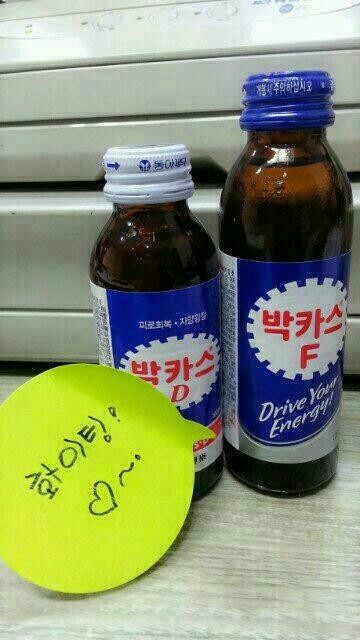 동아제약
개봉시주의하십시오
피로회복·자양강장
박카스
D
박카스
F
Drive Your
Energy!
화이팅!
♡~.